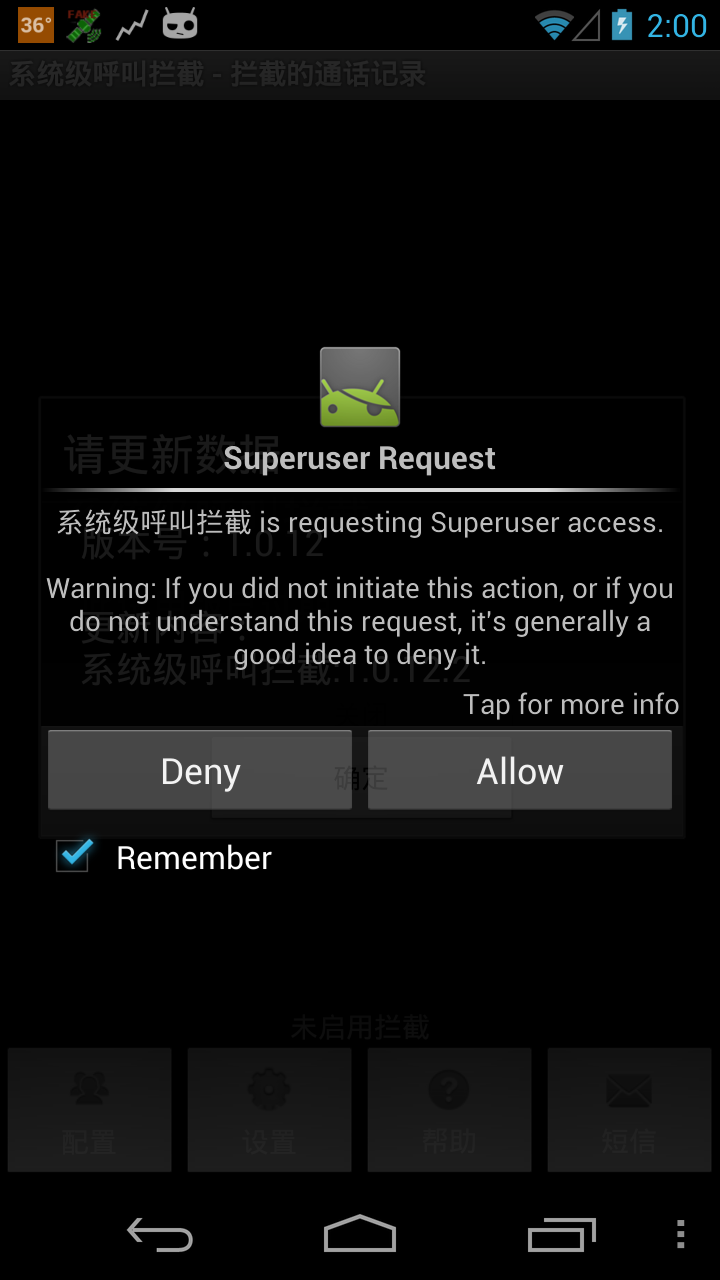 36°
FAKE
2:00
系统级呼叫拦截 - 拦截的通话记录
请更新数据
Superuser Request
系统级呼叫拦截 is requesting Superuser access.
版本号：1.0.12
Warning: If you did not initiate this action, or if you
do not understand this request, it's generally a
good idea to deny it.
更新内容：
系统级呼叫拦截:1.0.12.2
Tap for more info
Deny
确定
Allow
Remember
未启用拦截
配置
设置
帮助
短信